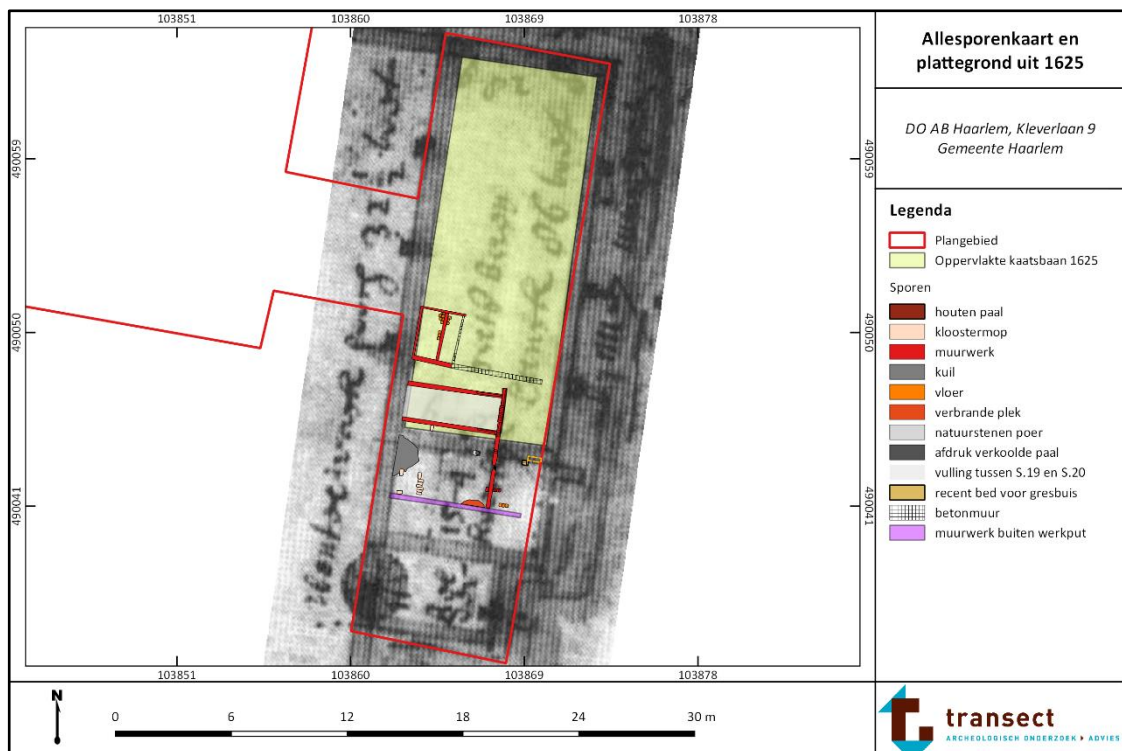 103851
103860
103869
103878
490059
490050
490041
490059
490050
490041
103851
103860
103869
103878
N
0
6
12
18
24
30 m
Allesporenkaart en
plattegrond uit 1625
DO AB Haarlem, Kleverlaan 9
Gemeente Haarlem
Legenda
Plangebied
Oppervlakte kaatsbaan 1625
Sporen
houten paal
kloostermop
muurwerk
kuil
vloer
verbrande plek
natuurstenen poer
afdruk verkoolde paal
vulling tussen S.19 en S.20
recent bed voor gresbuis
betonmuur
muurwerk buiten werkput
transect
ARCHEOLOGISCH ONDERZOEK ▸ ADVIES